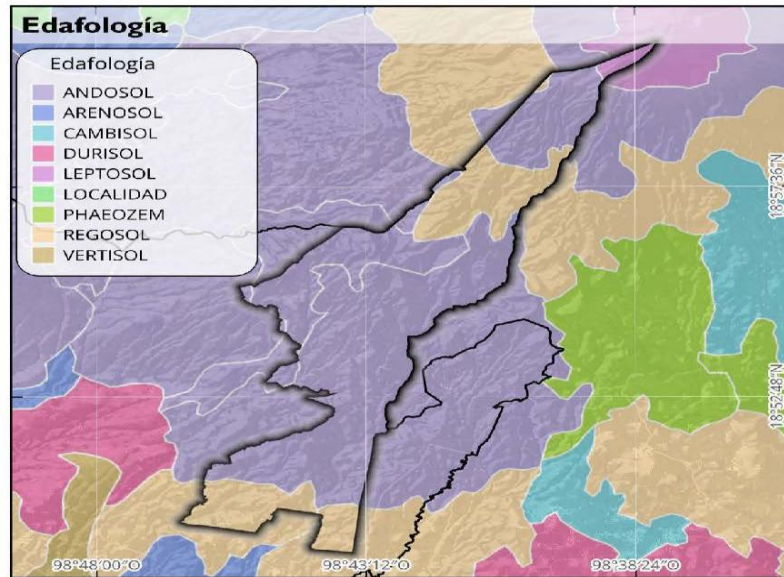 Edafología
Edafología
ANDOSOL
ARENOSOL
CAMBISOL
DURISOL
LEPTOSOL
LOCALIDAD
PHAEOZEM
REGOSOL
VERTISOL
18°57'36"N
18°52'48"N
98°48'00"O
98°43'12"O
98°38'24"O